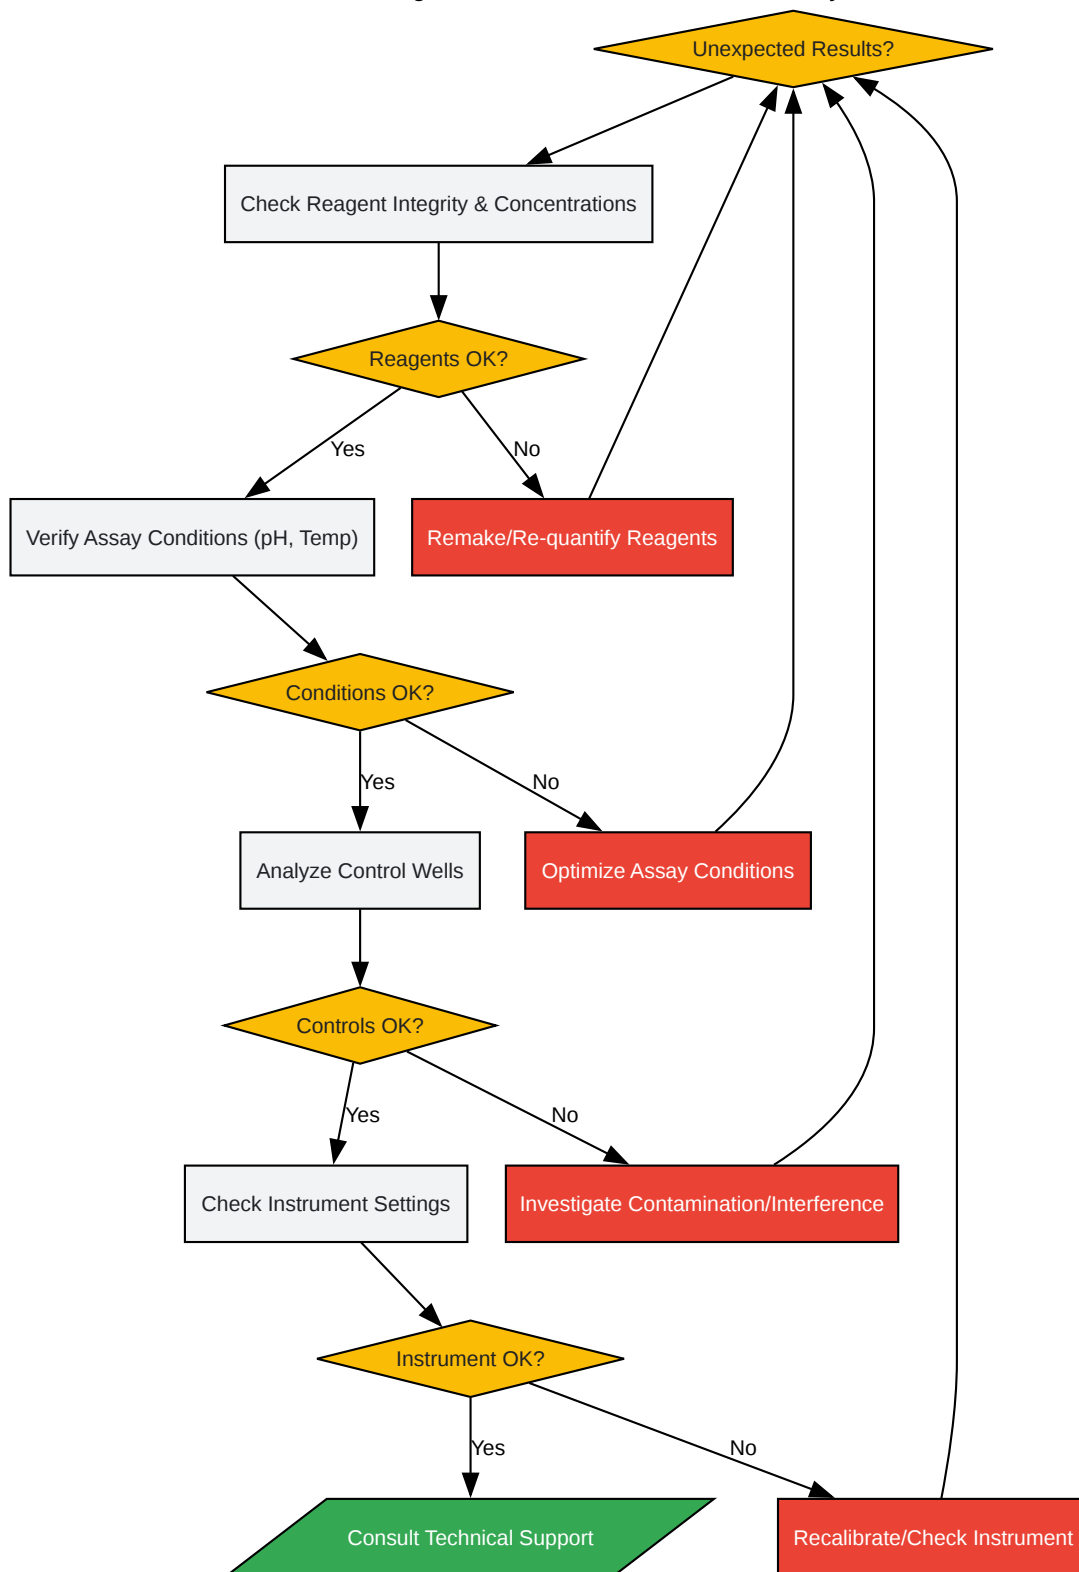 Unexpected Results?
Check Reagent Integrity & Concentrations
Reagents OK?
Yes
No
Verify Assay Conditions (pH, Temp)
Remake/Re-quantify Reagents
Conditions OK?
Yes
No
Analyze Control Wells
Optimize Assay Conditions
Controls OK?
Yes
No
Check Instrument Settings
Investigate Contamination/Interference
Instrument OK?
Yes
No
Consult Technical Support
Recalibrate/Check Instrument